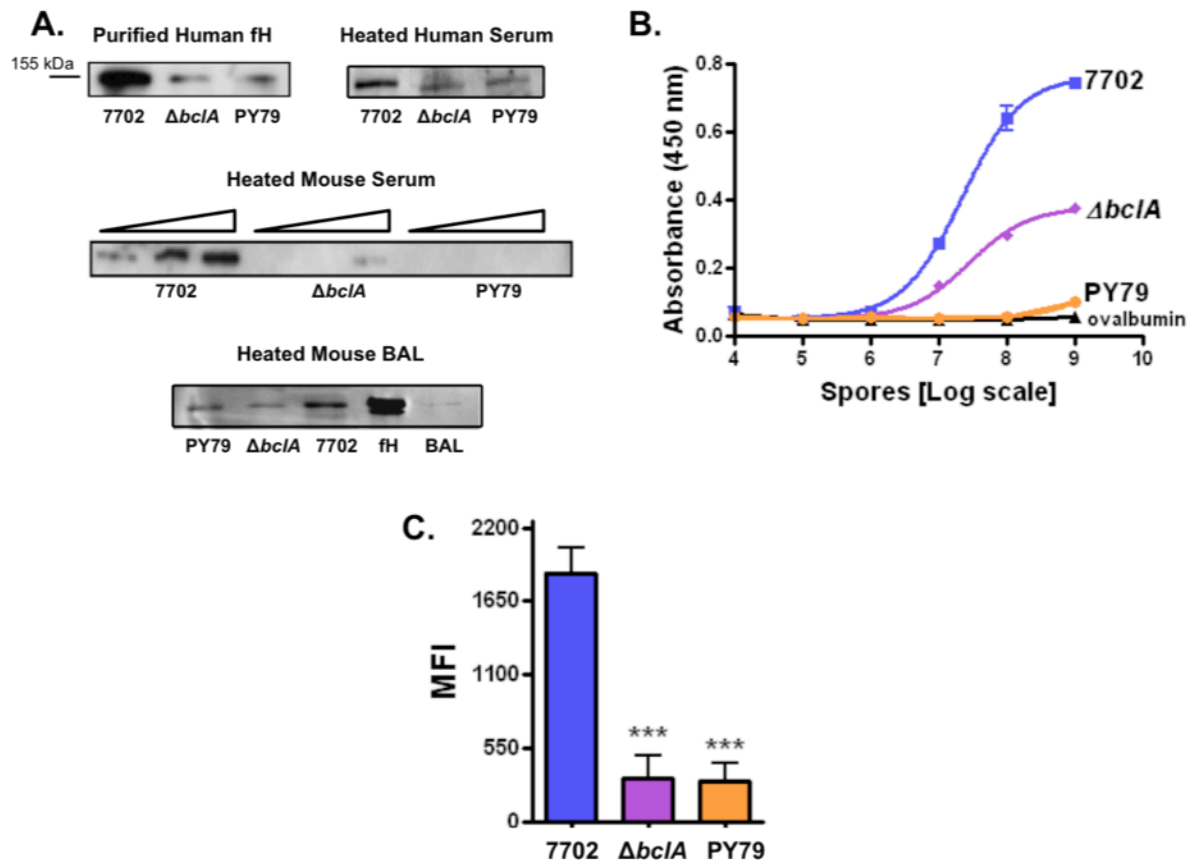 A.
Purified Human fH
Heated Human Serum
155 kDa
7702 ΔbclA PY79
7702 ΔbclA PY79
Heated Mouse Serum
7702 ΔbclA PY79
Heated Mouse BAL
PY79 ΔbclA 7702 fH BAL
B.
Absorbance (450 nm)
0.8
0.6
0.4
0.2
0.0
7702
ΔbclA
PY79
ovalbumin
4 5 6 7 8 9 10
Spores [Log scale]
C.
MFI
2200
1650
1100
550
0
*** ***
7702 ΔbclA PY79